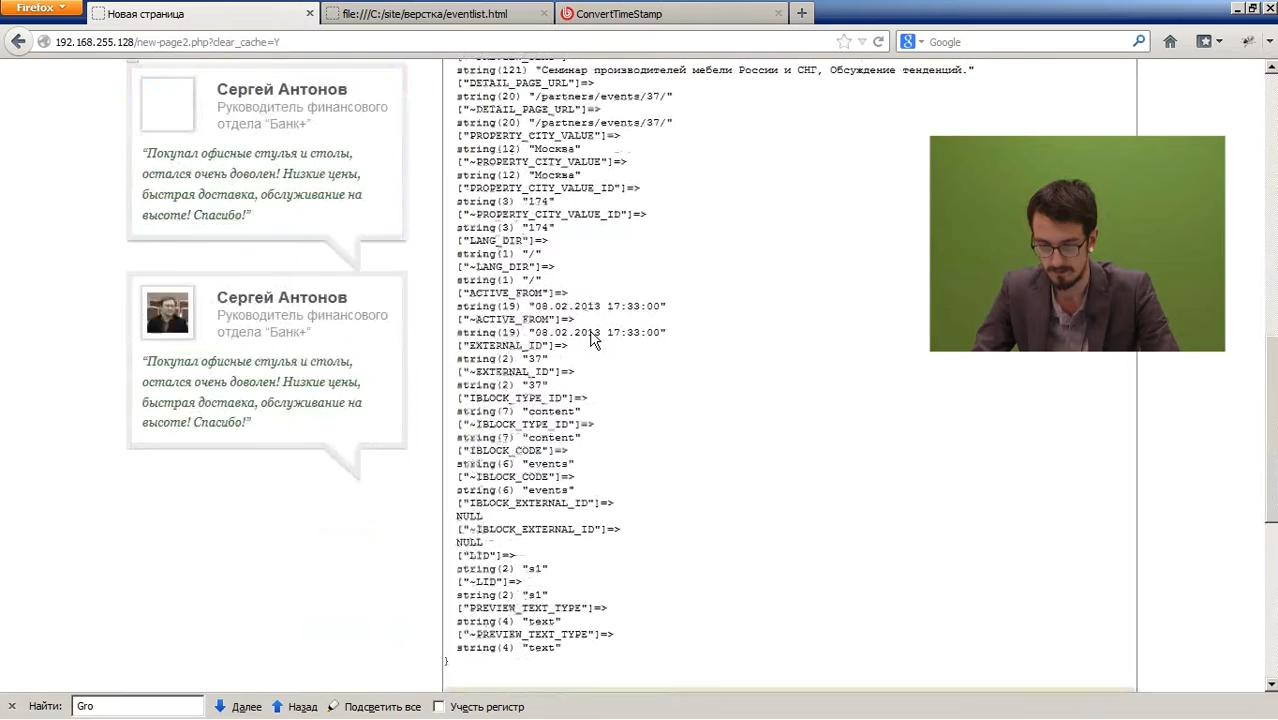 Firefox
Новая страница
file:///C:/site/верстка/eventlist.html
ConvertTimeStamp
192.168.255.128/new-page2.php?clear_cache=Y
Google
Сергей Антонов
Руководитель финансового
отдела “Банк+”
“Покупал офисные стулья и столы,
остался очень доволен! Низкие цены,
быстрая доставка, обслуживание на
высоте! Спасибо!”
Сергей Антонов
Руководитель финансового
отдела “Банк+”
“Покупал офисные стулья и столы,
остался очень доволен! Низкие цены,
быстрая доставка, обслуживание на
высоте! Спасибо!”
string(121) "Семинар производителей мебели России и СНГ, Обсуждение тенденций."
["DETAIL_PAGE_URL"]=>
string(20) "/partners/events/37/"
["~DETAIL_PAGE_URL"]=>
string(20) "/partners/events/37/"
["PROPERTY_CITY_VALUE"]=>
string(12) "Москва"
["~PROPERTY_CITY_VALUE"]=>
string(12) "Москва"
["PROPERTY_CITY_VALUE_ID"]=>
string(3) "174"
["~PROPERTY_CITY_VALUE_ID"]=>
string(3) "174"
["LANG_DIR"]=>
string(1) "/"
["~LANG_DIR"]=>
string(1) "/"
["ACTIVE_FROM"]=>
string(19) "08.02.2013 17:33:00"
["~ACTIVE_FROM"]=>
string(19) "08.02.2013 17:33:00"
["EXTERNAL_ID"]=>
string(2) "37"
["~EXTERNAL_ID"]=>
string(2) "37"
["IBLOCK_TYPE_ID"]=>
string(7) "content"
["~IBLOCK_TYPE_ID"]=>
string(7) "content"
["IBLOCK_CODE"]=>
string(6) "events"
["~IBLOCK_CODE"]=>
string(6) "events"
["IBLOCK_EXTERNAL_ID"]=>
NULL
["~IBLOCK_EXTERNAL_ID"]=>
NULL
["LID"]=>
string(2) "s1"
["~LID"]=>
string(2) "s1"
["PREVIEW_TEXT_TYPE"]=>
string(4) "text"
["~PREVIEW_TEXT_TYPE"]=>
string(4) "text"
}
Найти: Gro Далее Назад Подсветить все Учесть регистр